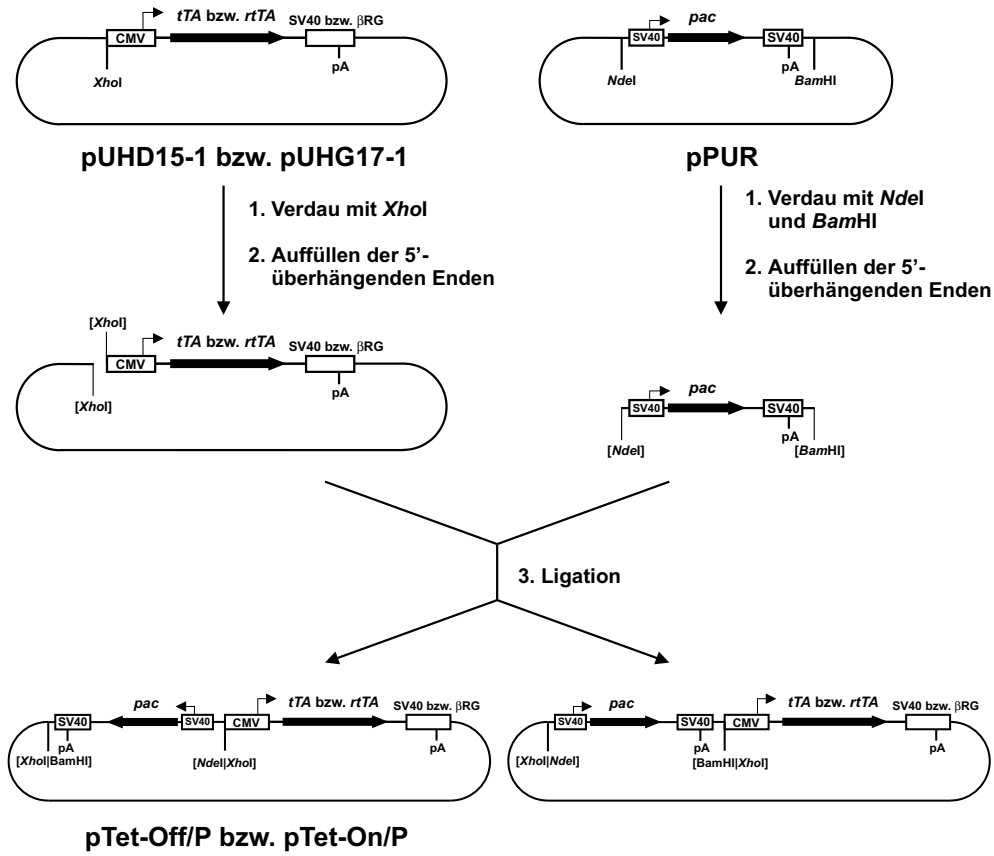 tTA bzw. rtTA
SV40 bzw. βRG
CMV
pA
XhoI
pUHD15-1 bzw. pUHG17-1
pac
SV40
SV40
pA
NdeI
BamHI
pPUR
1. Verdau mit XhoI
2. Auffüllen der 5’-
überhängenden Enden
1. Verdau mit NdeI
und BamHI
2. Auffüllen der 5’-
überhängenden Enden
[XhoI]
tTA bzw. rtTA
SV40 bzw. βRG
CMV
pA
[XhoI]
pac
SV40
SV40
pA
[NdeI]
[BamHI]
3. Ligation
pac
tTA bzw. rtTA
SV40 bzw. βRG
SV40
SV40
CMV
pA
pA
[XhoI|BamHI]
[NdeI|XhoI]
pac
tTA bzw. rtTA
SV40 bzw. βRG
SV40
SV40
CMV
pA
pA
[XhoI|NdeI]
[BamHI|XhoI]
pTet-Off/P bzw. pTet-On/P